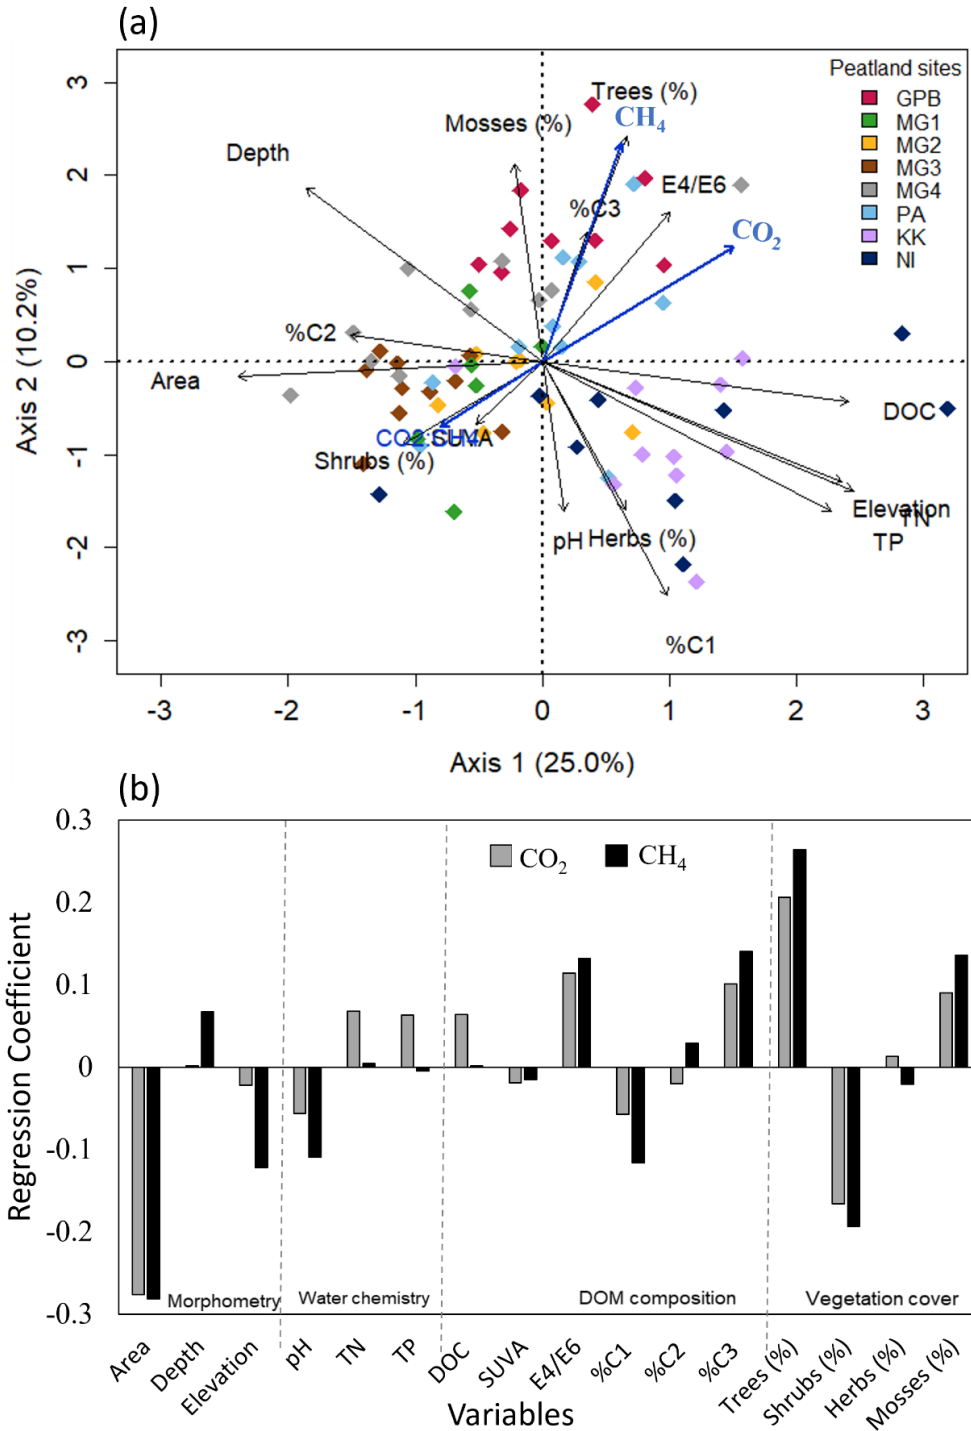 (a)
Peatland sites
GPB
MG1
MG2
MG3
MG4
PA
KK
NI
Trees (%)
CH₄
Mosses (%)
Depth
E4/E6
%C3
CO₂
%C2
Area
DOC
CO2:CH4
SUVA
Shrubs (%)
Elevation
TN
TP
pH
Herbs (%)
%C1
3
2
1
0
-1
-2
-3
Axis 2 (10.2%)
-3
-2
-1
0
1
2
3
Axis 1 (25.0%)
(b)
0.3
0.2
0.1
0
-0.1
-0.2
-0.3
Regression Coefficient
CO₂
CH₄
Morphometry
Water chemistry
DOM composition
Vegetation cover
Area
Depth
Elevation
pH
TN
TP
DOC
SUVA
E4/E6
%C1
%C2
%C3
Trees (%)
Shrubs (%)
Herbs (%)
Mosses (%)
Variables